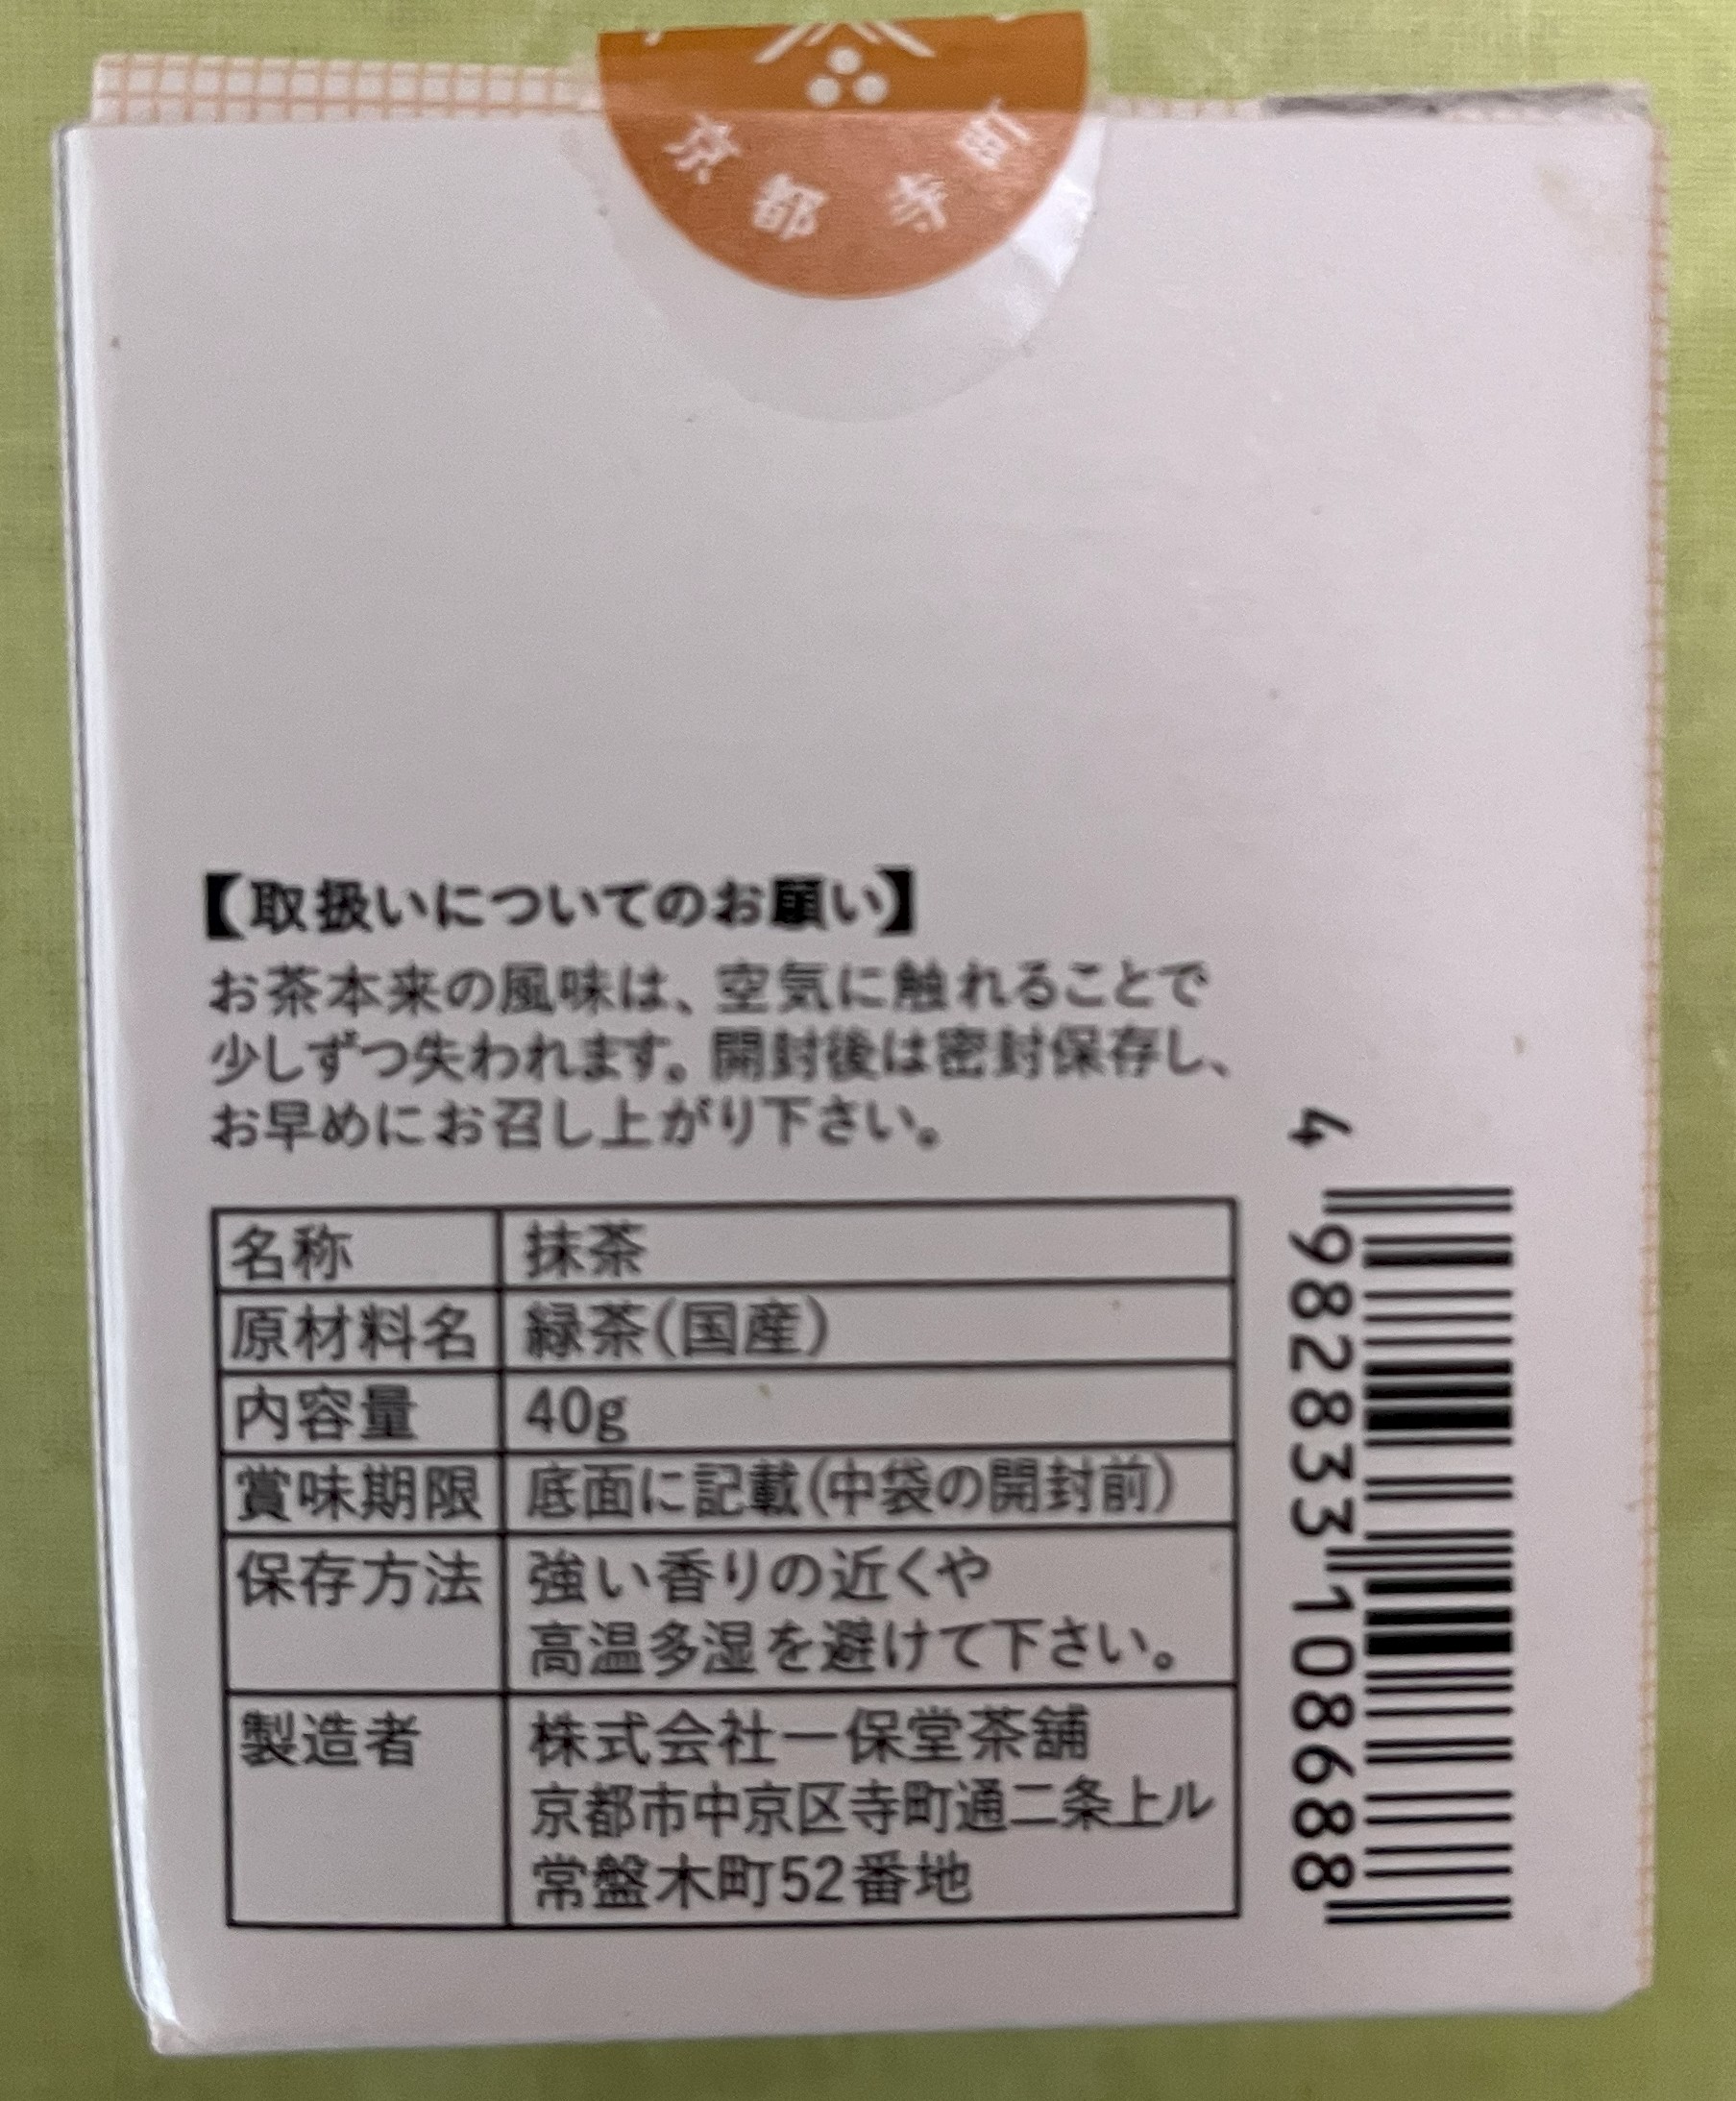 京都寺町
【取扱いについてのお願い】
お茶本来の風味は、空気に触れることで
少しずつ失われます。開封後は密封保存し、
お早めにお召し上がり下さい。
名称 抹茶
原材料名 緑茶(国産)
内容量 40g
賞味期限 底面に記載(中袋の開封前)
保存方法 強い香りの近くや
高温多湿を避けて下さい。
製造者 株式会社一保堂茶舗
京都市中京区寺町通二条上ル
常盤木町52番地
4 982833 108688